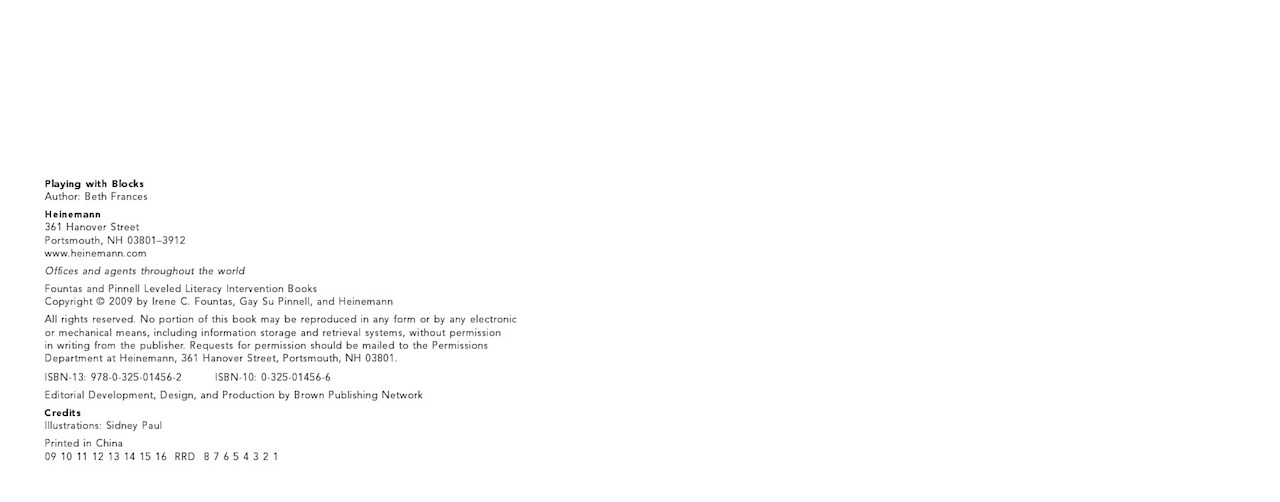 Playing with Blocks
Author: Beth Frances
Heinemann
361 Hanover Street
Portsmouth, NH 03801–3912
www.heinemann.com
Offices and agents throughout the world
Fountas and Pinnell Leveled Literacy Intervention Books
Copyright © 2009 by Irene C. Fountas, Gay Su Pinnell, and Heinemann
All rights reserved. No portion of this book may be reproduced in any form or by any electronic
or mechanical means, including information storage and retrieval systems, without permission
in writing from the publisher. Requests for permission should be mailed to the Permissions
Department at Heinemann, 361 Hanover Street, Portsmouth, NH 03801.
ISBN-13: 978-0-325-01456-2 ISBN-10: 0-325-01456-6
Editorial Development, Design, and Production by Brown Publishing Network
Credits
Illustrations: Sidney Paul
Printed in China
09 10 11 12 13 14 15 16 RRD 8 7 6 5 4 3 2 1